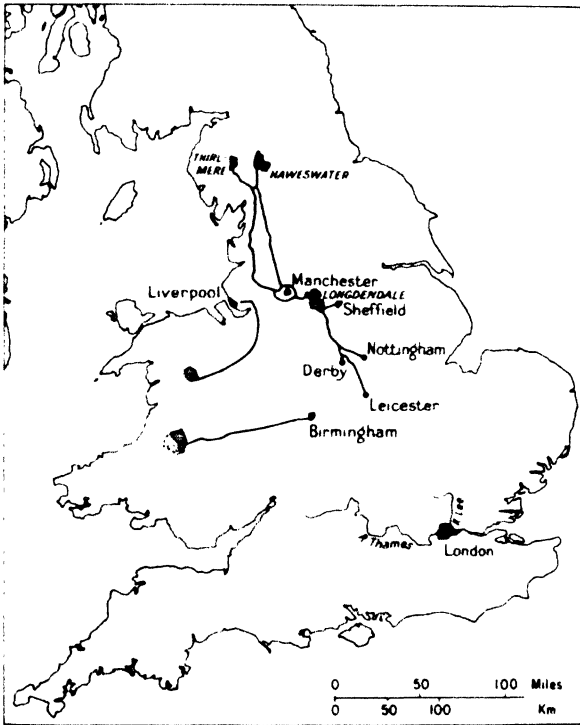 THIRL
MERE
HAWESWATER
Manchester
Liverpool
LONGDENDALE
Sheffield
Nottingham
Derby
Leicester
Birmingham
R Lee
Thames
London
0 50 100 Miles
0 50 100 Km